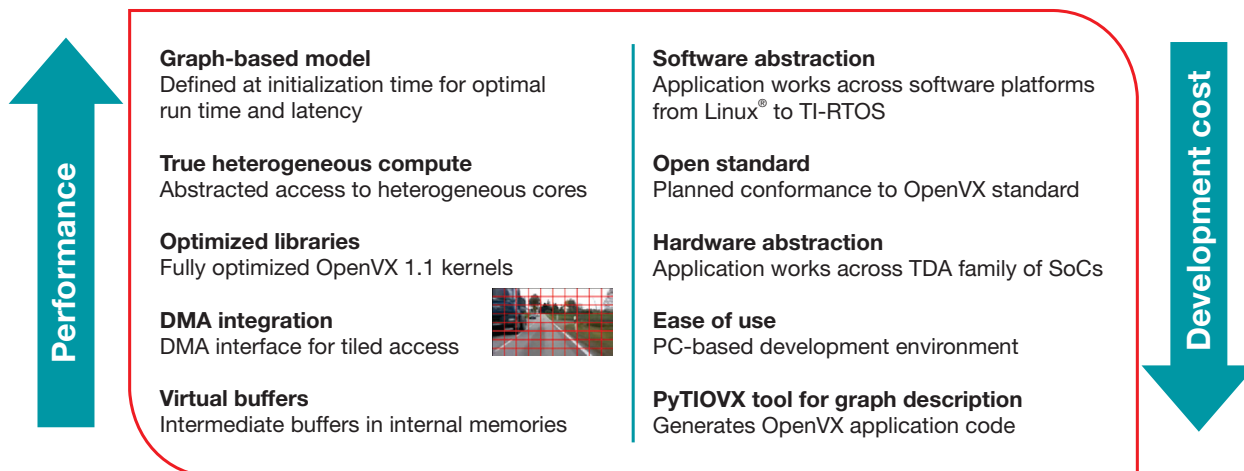 Performance
Graph-based model
Defined at initialization time for optimal
run time and latency
True heterogeneous compute
Abstracted access to heterogeneous cores
Optimized libraries
Fully optimized OpenVX 1.1 kernels
DMA integration
DMA interface for tiled access
Virtual buffers
Intermediate buffers in internal memories
Software abstraction
Application works across software platforms
from Linux® to TI-RTOS
Open standard
Planned conformance to OpenVX standard
Hardware abstraction
Application works across TDA family of SoCs
Ease of use
PC-based development environment
PyTIOVX tool for graph description
Generates OpenVX application code
Development cost